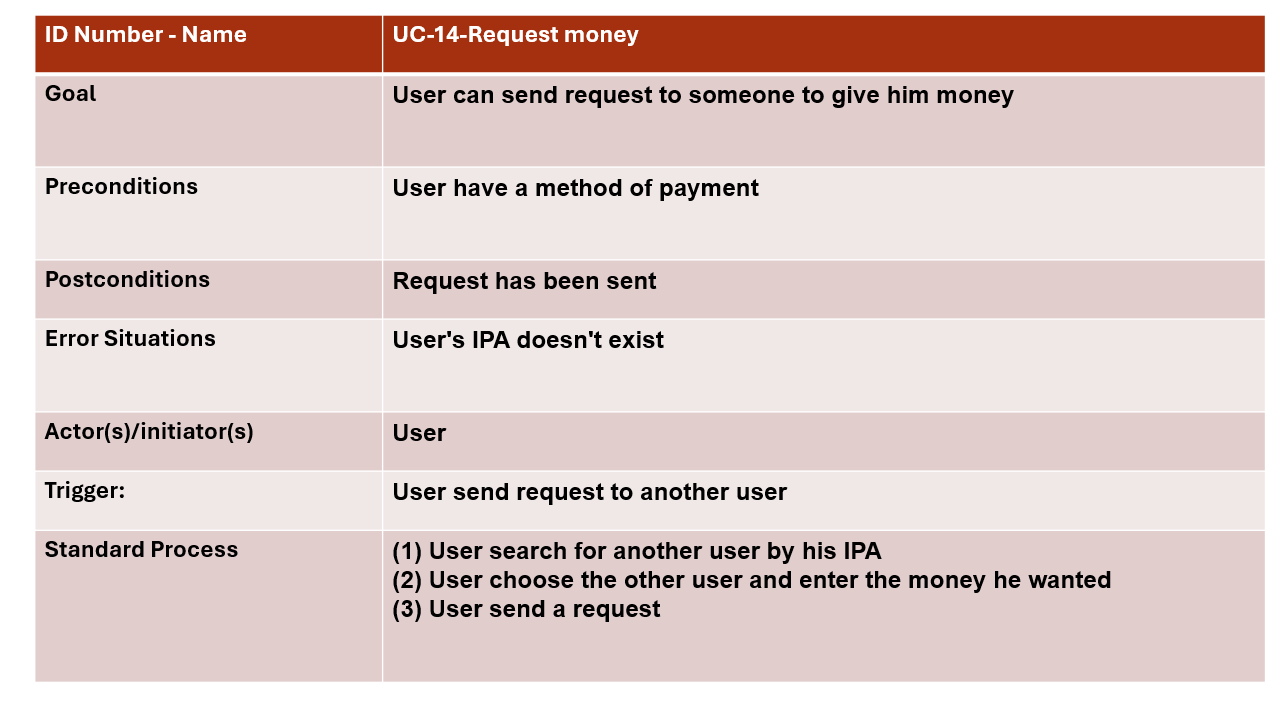 ID Number - Name
UC-14-Request money
Goal
User can send request to someone to give him money
Preconditions
User have a method of payment
Postconditions
Request has been sent
Error Situations
User's IPA doesn't exist
Actor(s)/initiator(s)
User
Trigger:
User send request to another user
Standard Process
(1) User search for another user by his IPA
(2) User choose the other user and enter the money he wanted
(3) User send a request